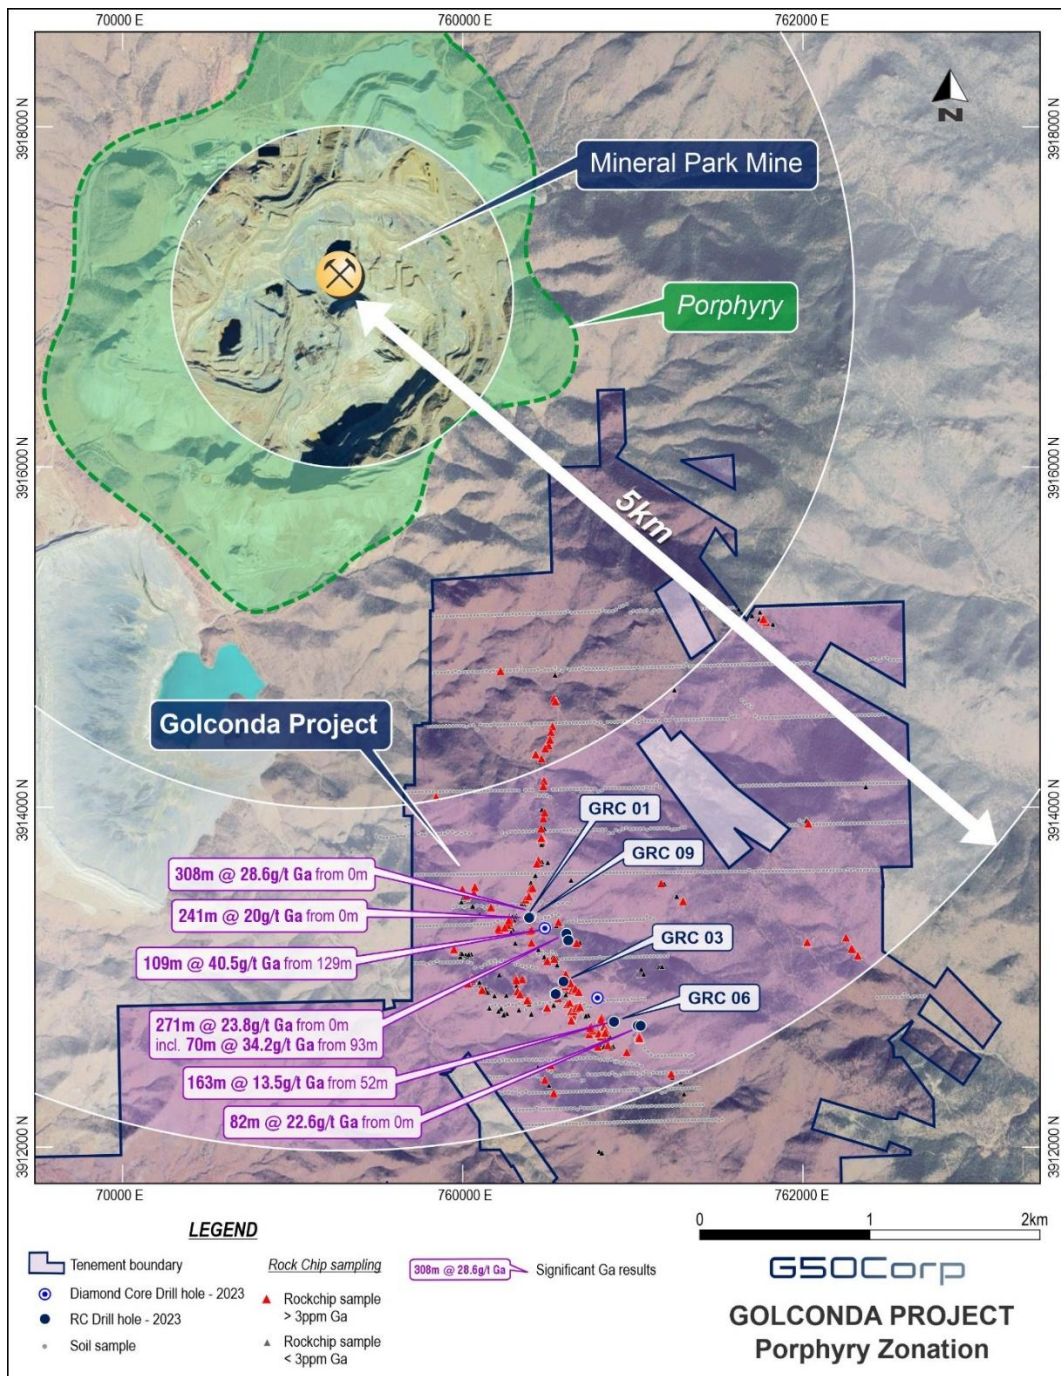 70000 E
760000 E
762000 E
3918000 N
3918000 N
N
Mineral Park Mine
Porphyry
3916000 N
3916000 N
5km
Golconda Project
3914000 N
3914000 N
GRC 01
GRC 09
308m @ 28.6g/t Ga from 0m
241m @ 20g/t Ga from 0m
GRC 03
109m @ 40.5g/t Ga from 129m
GRC 06
271m @ 23.8g/t Ga from 0m
incl. 70m @ 34.2g/t Ga from 93m
163m @ 13.5g/t Ga from 52m
82m @ 22.6g/t Ga from 0m
3912000 N
3912000 N
70000 E
760000 E
762000 E
LEGEND
Tenement boundary
Diamond Core Drill hole - 2023
RC Drill hole - 2023
Soil sample
Rock Chip sampling
Rockchip sample
> 3ppm Ga
Rockchip sample
< 3ppm Ga
308m @ 28.6g/t Ga
Significant Ga results
0
1
2km
G50Corp
GOLCONDA PROJECT
Porphyry Zonation